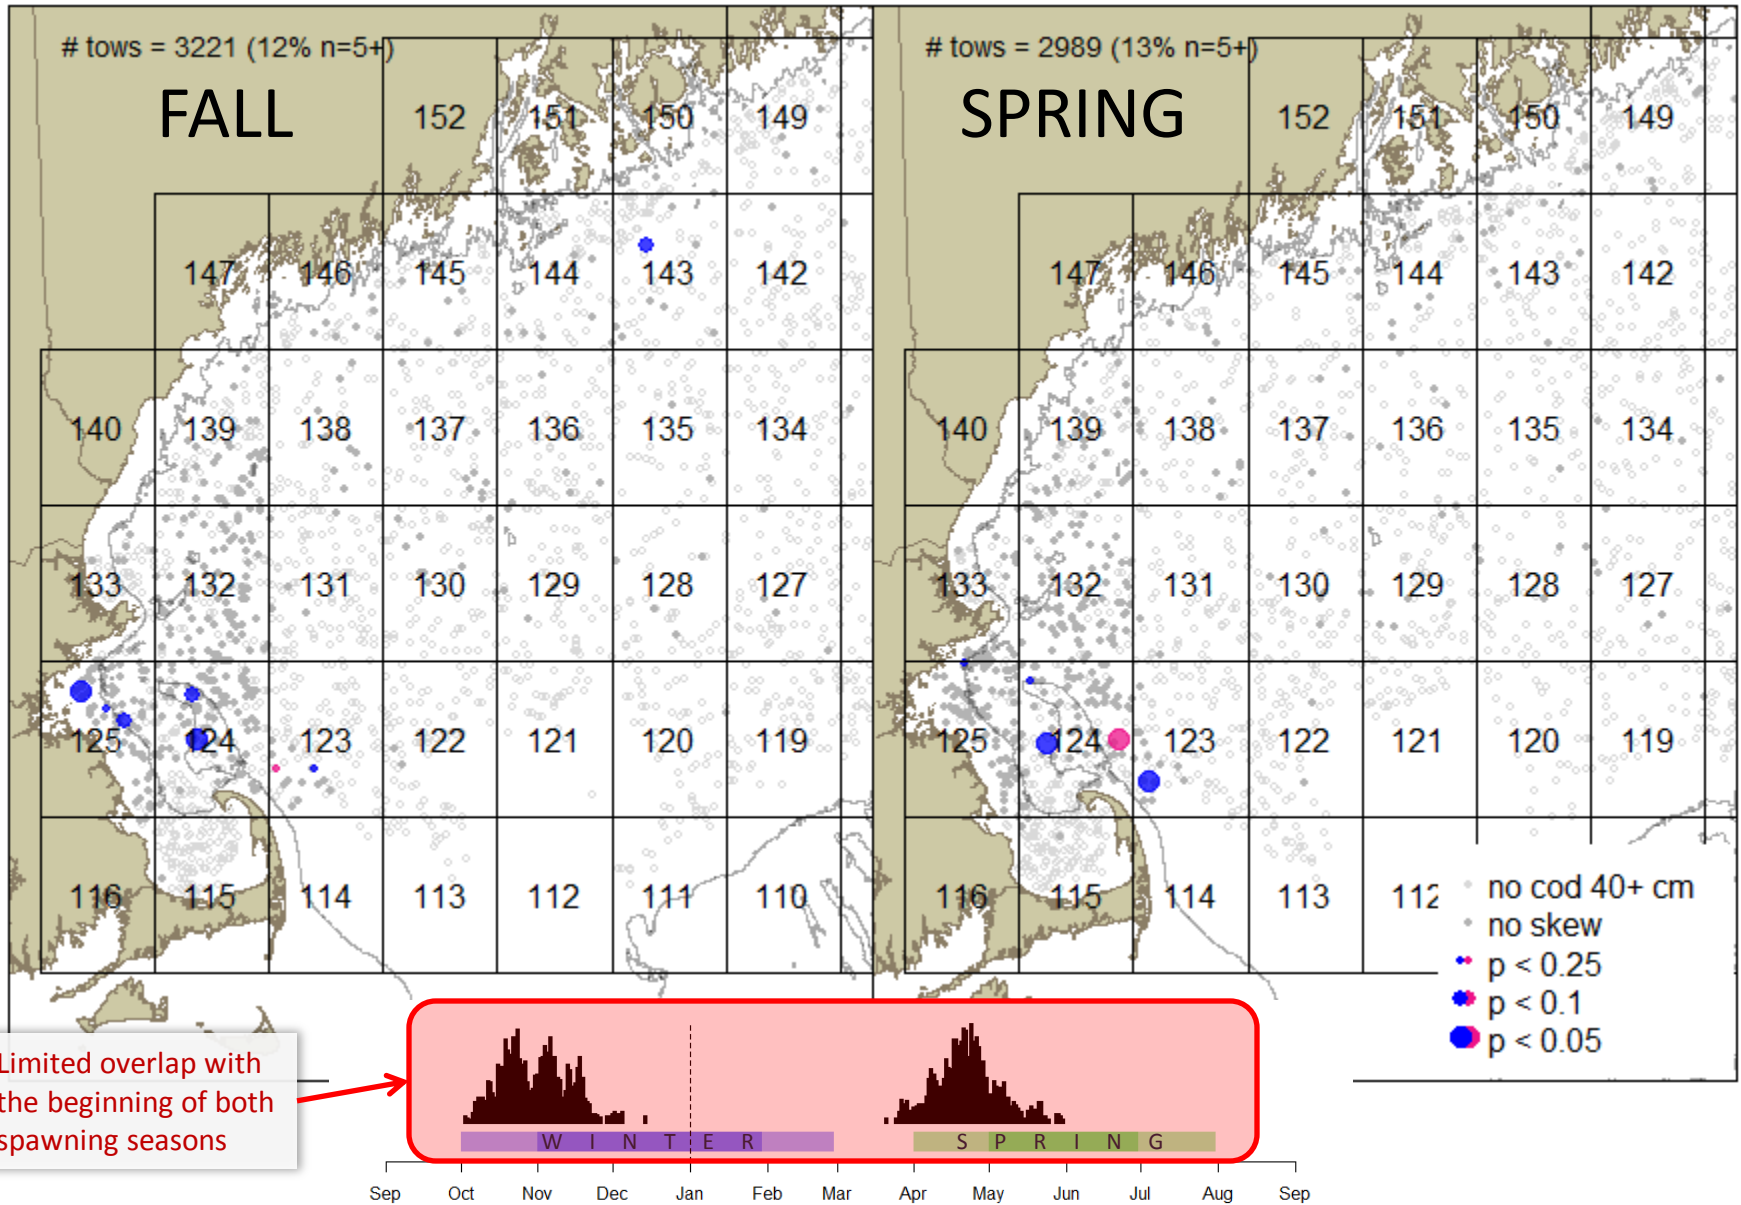 # tows = 3221 (12% n=5+)
FALL
152 151 150 149
147 146 145 144 143 142
140 139 138 137 136 135 134
133 132 131 130 129 128 127
125 124 123 122 121 120 119
116 115 114 113 112 111 110
# tows = 2989 (13% n=5+)
SPRING
152 151 150 149
147 146 145 144 143 142
140 139 138 137 136 135 134
133 132 131 130 129 128 127
125 124 123 122 121 120 119
116 115 114 113 112
no cod 40+ cm
no skew
p < 0.25
p < 0.1
p < 0.05
Limited overlap with
the beginning of both
spawning seasons
WINTER SPRING
Sep Oct Nov Dec Jan Feb Mar Apr May Jun Jul Aug Sep